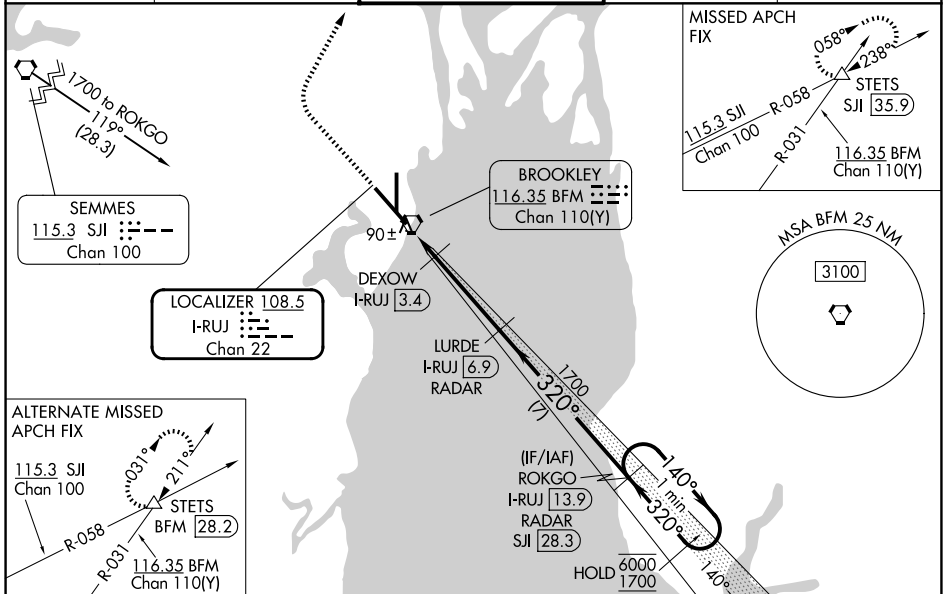 1700 to ROKGO
119°
(28.3)
SEMMES
115.3 SJI
Chan 100
LOCALIZER 108.5
I-RUJ
Chan 22
BROOKLEY
116.35 BFM
Chan 110(Y)
90±
DEXOW
I-RUJ 3.4
LURDE
I-RUJ 6.9
RADAR
1700
320°
(7)
(IF/IAF)
ROKGO
I-RUJ 13.9
RADAR
SJI 28.3
140°
1 min
320°
HOLD 6000
1700
140°
MISSED APCH
FIX
058°
238°
STETS
SJI 35.9
R-058
115.3 SJI
Chan 100
R-031
116.35 BFM
Chan 110(Y)
MSA BFM 25 NM
3100
ALTERNATE MISSED
APCH FIX
031°
211°
115.3 SJI
Chan 100
STETS
BFM 28.2
R-058
R-031
116.35 BFM
Chan 110(Y)